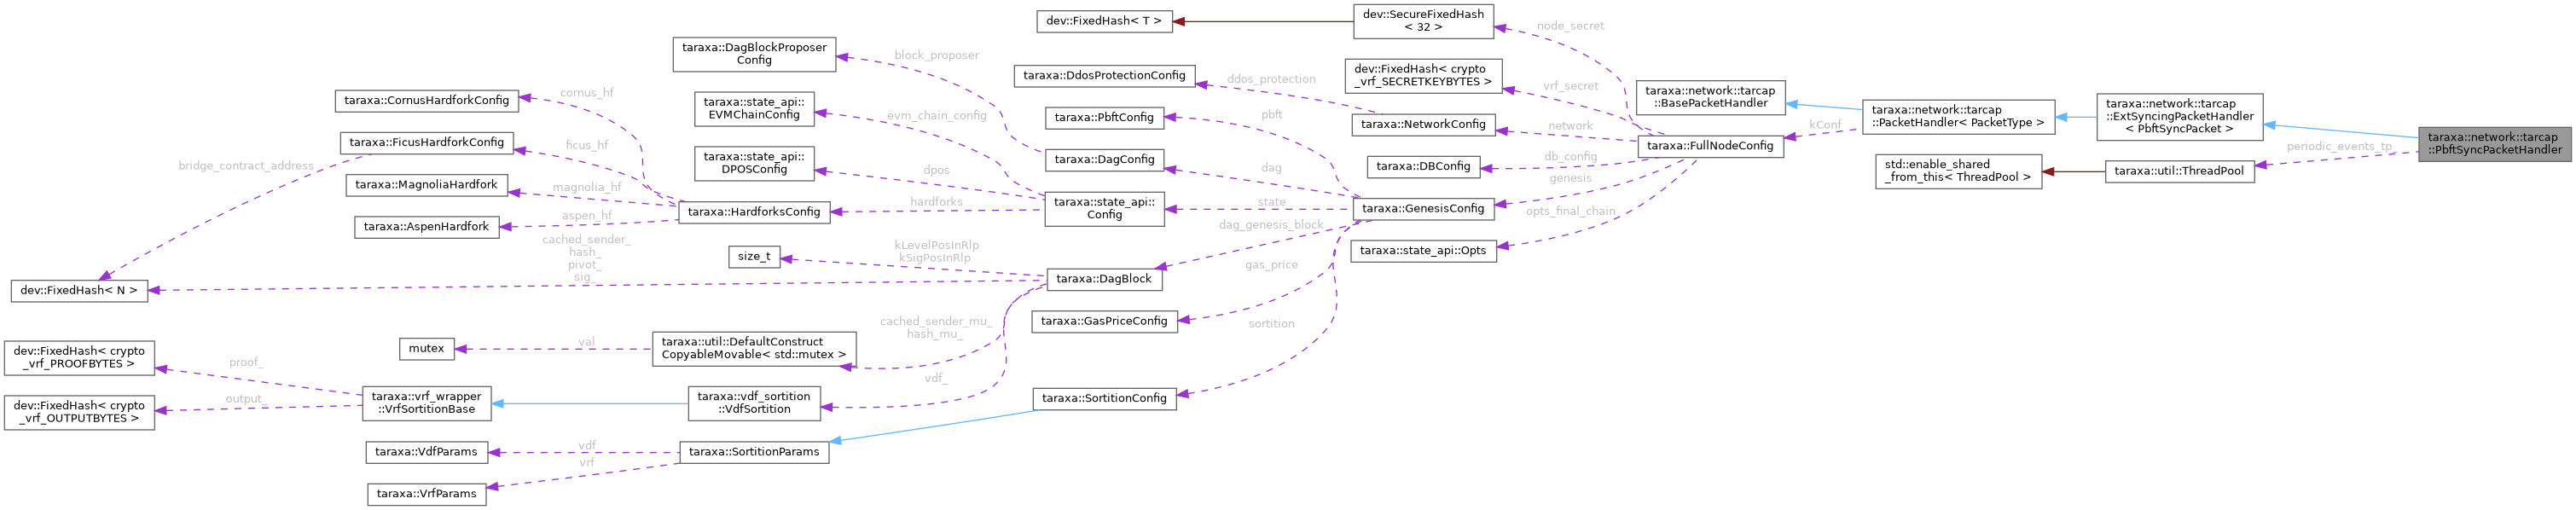 dev::FixedHash< T >
dev::SecureFixedHash
< 32 >
node_secret
taraxa::DagBlockProposer
Config
block_proposer
taraxa::DdosProtectionConfig
ddos_protection
dev::FixedHash< crypto
_vrf_SECRETKEYBYTES >
vrf_secret
taraxa::network::tarcap
::BasePacketHandler
taraxa::CornusHardforkConfig
cornus_hf
taraxa::state_api::
EVMChainConfig
evm_chain_config
taraxa::PbftConfig
pbft
taraxa::NetworkConfig
network
taraxa::network::tarcap
::PacketHandler< PacketType >
kConf
taraxa::network::tarcap
::ExtSyncingPacketHandler
< PbftSyncPacket >
taraxa::network::tarcap
::PbftSyncPacketHandler
periodic_events_tp_
taraxa::FicusHardforkConfig
ficus_hf
bridge_contract_address
taraxa::state_api::
DPOSConfig
dpos
taraxa::DagConfig
dag
taraxa::DBConfig
db_config
taraxa::FullNodeConfig
genesis
std::enable_shared
_from_this< ThreadPool >
taraxa::util::ThreadPool
taraxa::MagnoliaHardfork
magnolia_hf
taraxa::AspenHardfork
aspen_hf
taraxa::HardforksConfig
hardforks
taraxa::state_api::
Config
state
taraxa::GenesisConfig
opts_final_chain
dag_genesis_block
taraxa::state_api::Opts
cached_sender_
hash_
pivot_
sig_
size_t
kLevelPosInRlp
kSigPosInRlp
gas_price
dev::FixedHash< N >
taraxa::DagBlock
taraxa::GasPriceConfig
sortition
cached_sender_mu_
hash_mu_
dev::FixedHash< crypto
_vrf_PROOFBYTES >
proof_
mutex
val
taraxa::util::DefaultConstruct
CopyableMovable< std::mutex >
vdf_
dev::FixedHash< crypto
_vrf_OUTPUTBYTES >
output_
taraxa::vrf_wrapper
::VrfSortitionBase
taraxa::vdf_sortition
::VdfSortition
taraxa::SortitionConfig
taraxa::VdfParams
vdf
taraxa::SortitionParams
vrf
taraxa::VrfParams